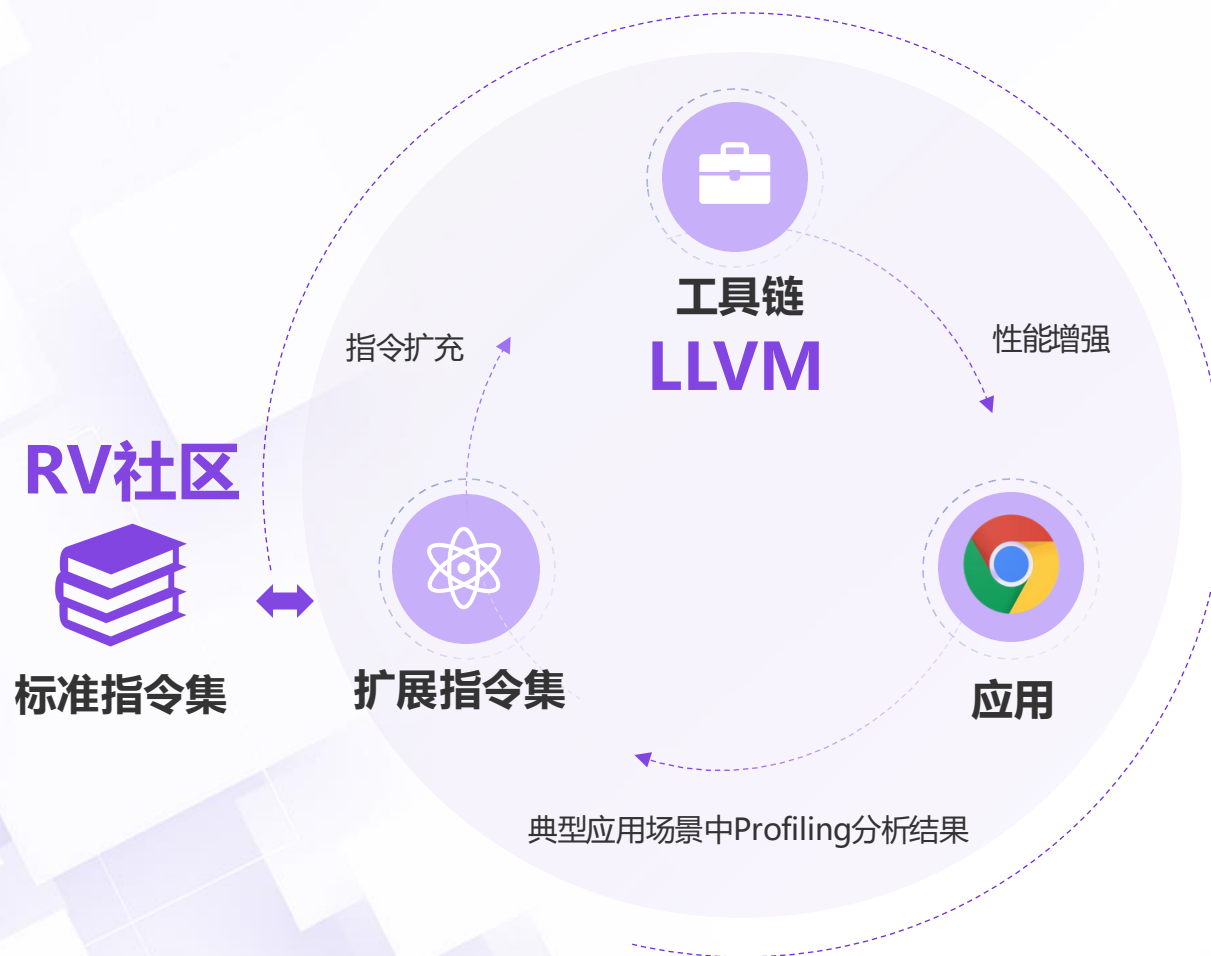 工具链
LLVM
指令扩充
性能增强
RV社区
标准指令集
扩展指令集
应用
典型应用场景中Profiling分析结果